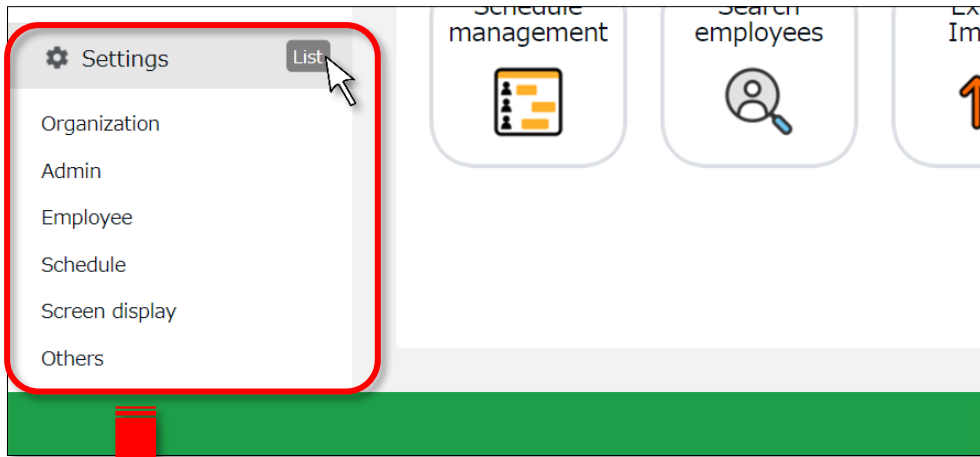 Settings
List
Organization
Admin
Employee
Schedule
Screen display
Others
Schedule
management
Search
employees